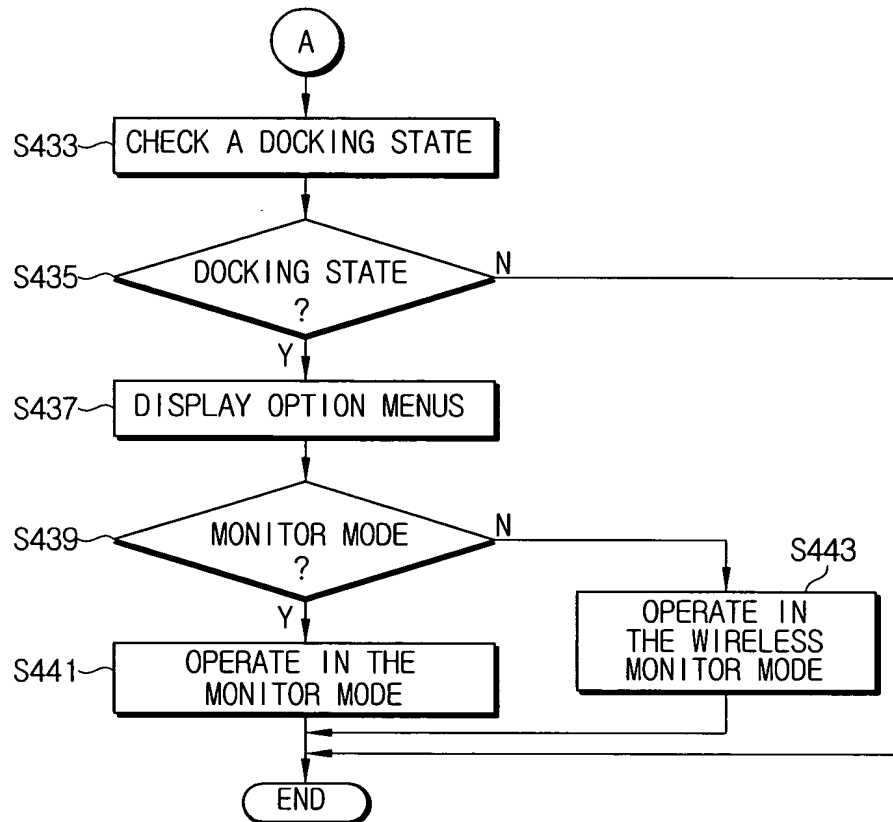 A
S433
CHECK A DOCKING STATE
S435
DOCKING STATE
?
N
Y
S437
DISPLAY OPTION MENUS
S439
MONITOR MODE
?
N
Y
S443
OPERATE IN
THE WIRELESS
MONITOR MODE
S441
OPERATE IN THE
MONITOR MODE
END